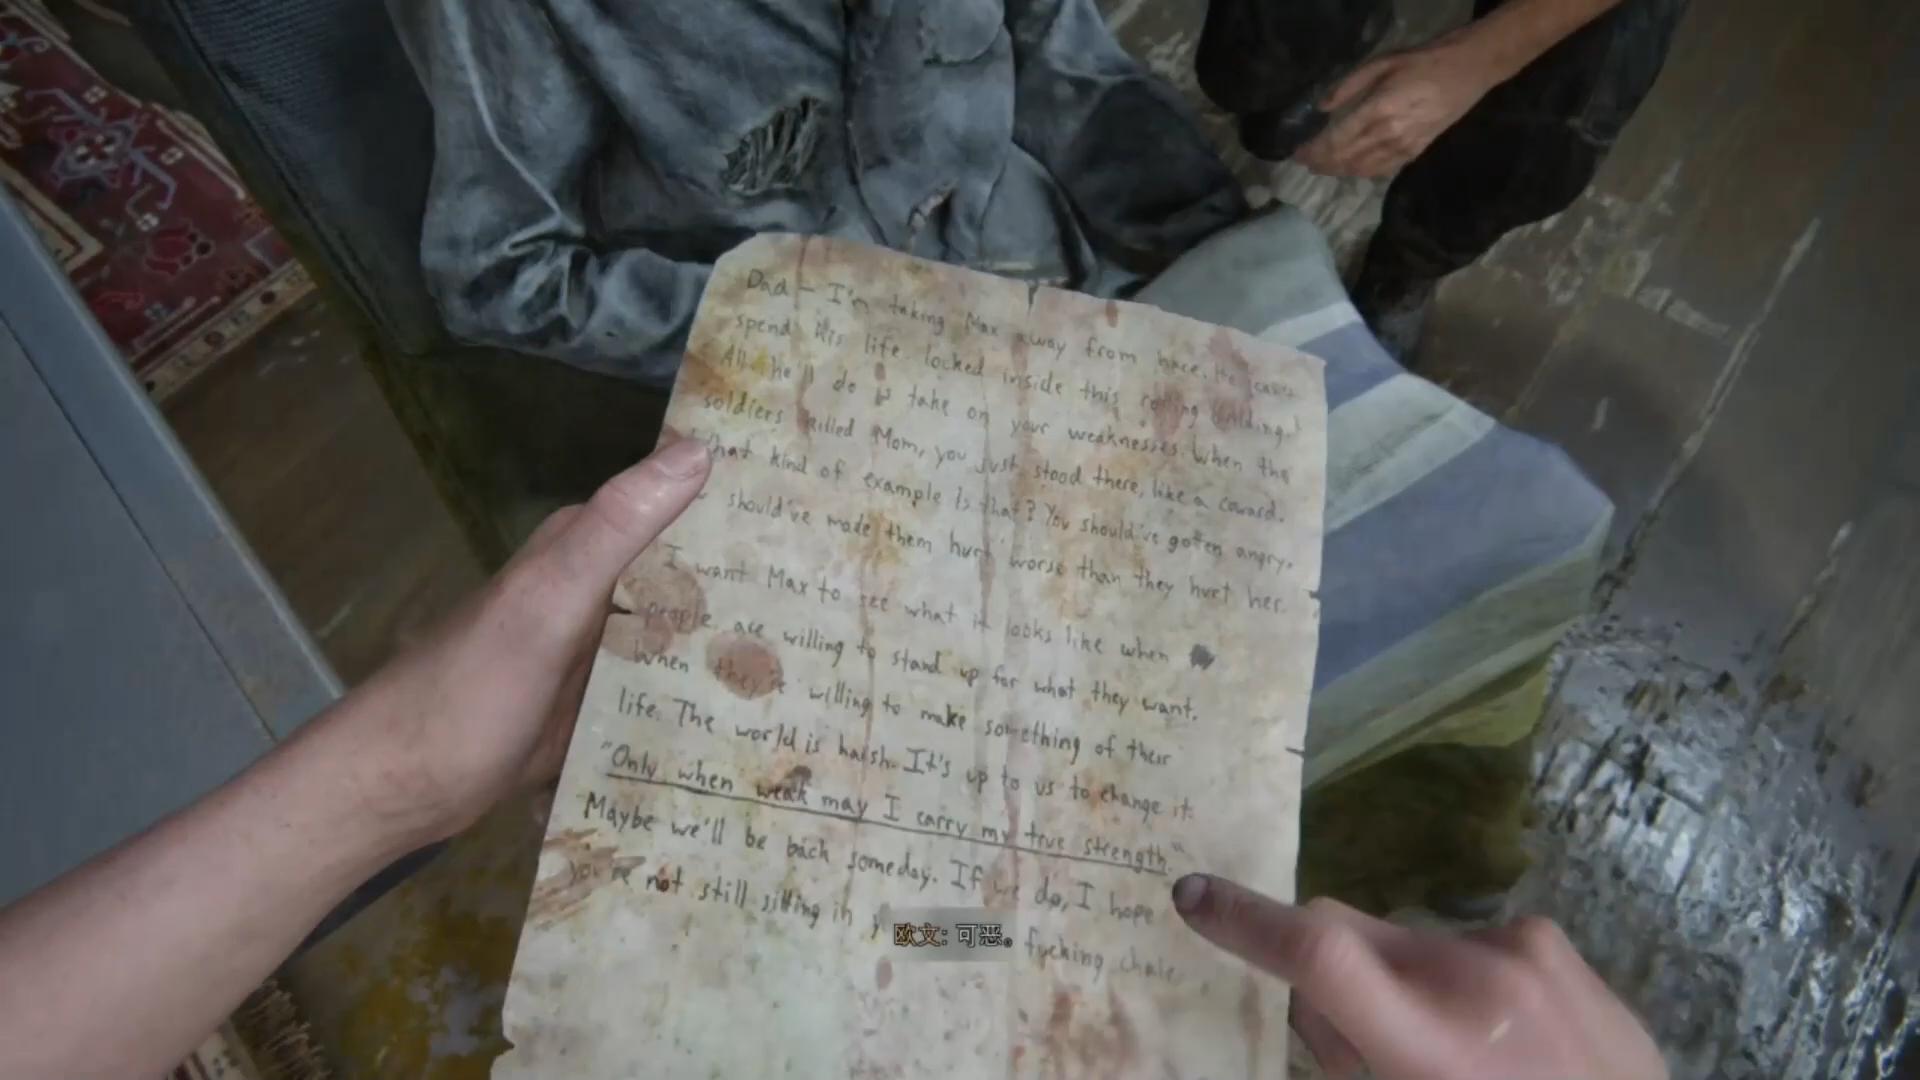 Dad - I'm taking Max away from here. He can't
spend his life locked inside this rotting building.
All he'll do is take on your weaknesses. When the
soldiers killed Mom, you just stood there, like a coward.
What kind of example is that? You should've gotten angry.
should've made them hurt worse than they hurt her.
I want Max to see what it looks like when
people are willing to stand up for what they want.
When they're willing to make something of their
life. The world is harsh. It's up to us to change it.
"Only when weak may I carry my true strength."
Maybe we'll be back someday. If we do, I hope
you're not still sitting in fucking
欧文: 可恶。